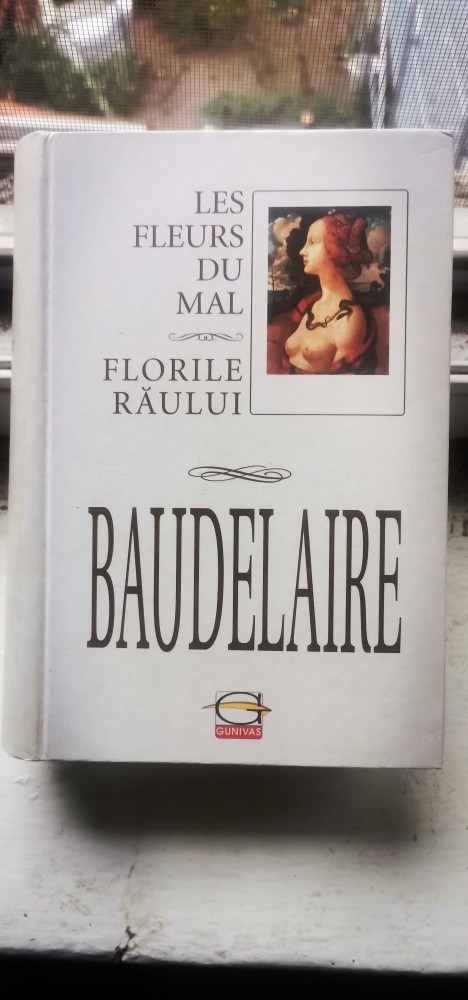 LES
FLEURS
DU
MAL
FLORILE
RĂULUI
BAUDELAIRE
G
GUNIVAS